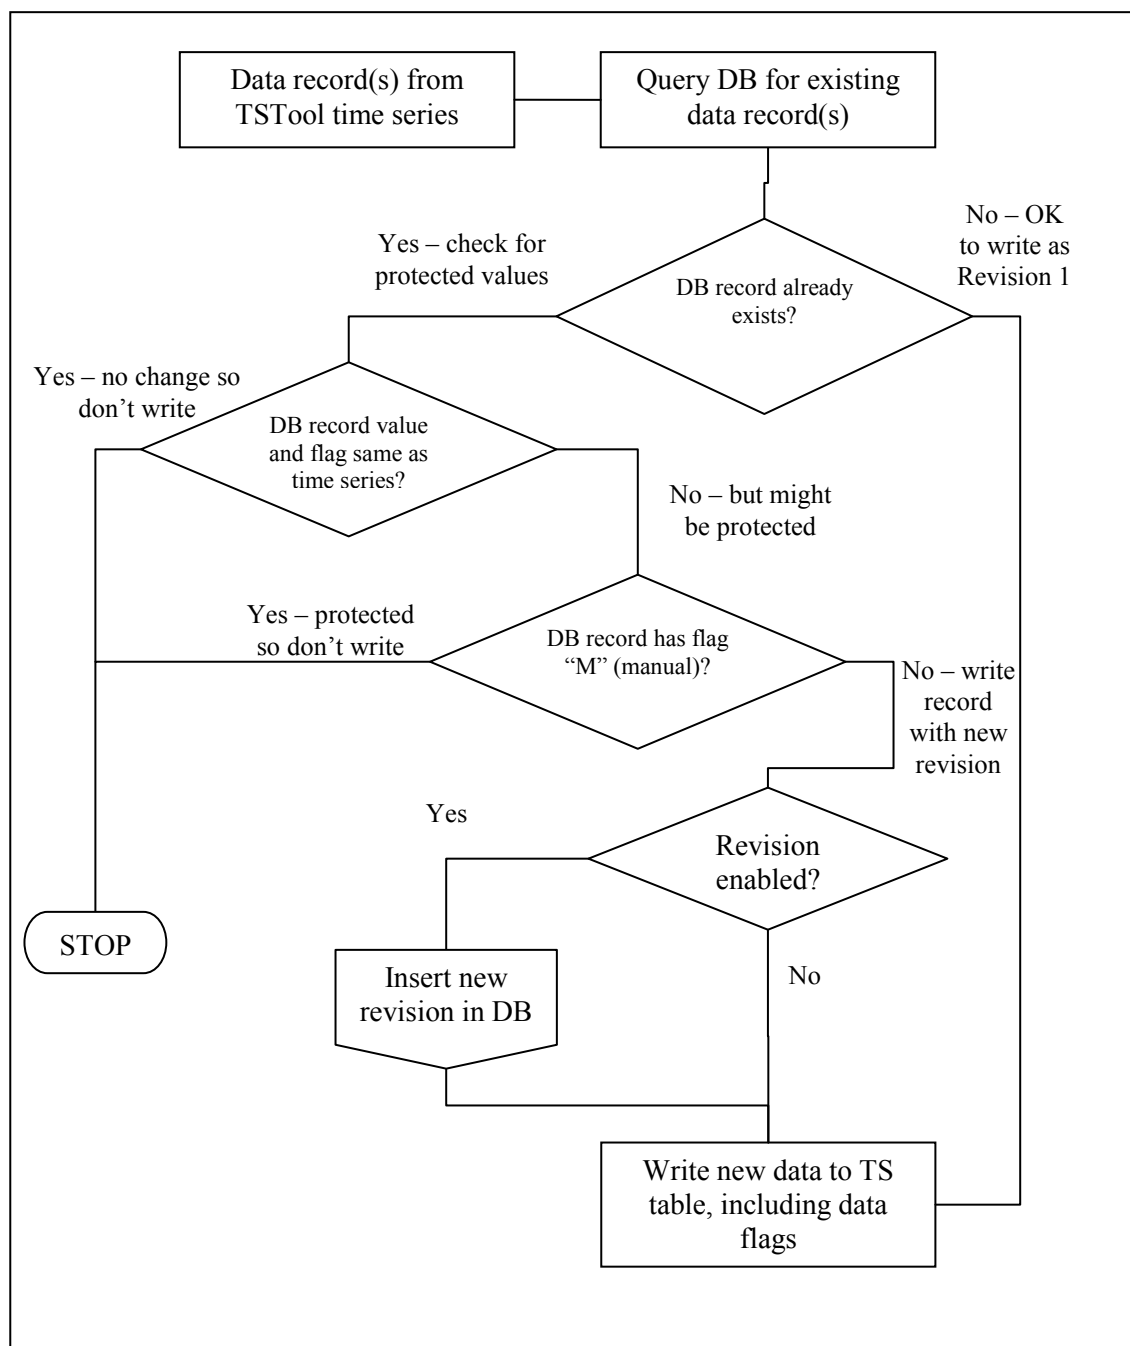 Data record(s) from
TSTool time series
Query DB for existing
data record(s)
No – OK
to write as
Revision 1
Yes – check for
protected values
DB record already
exists?
Yes – no change so
don’t write
DB record value
and flag same as
time series?
No – but might
be protected
Yes – protected
so don’t write
DB record has flag
“M” (manual)?
No – write
record
with new
revision
Yes
Revision
enabled?
STOP
Insert new
revision in DB
No
Write new data to TS
table, including data
flags